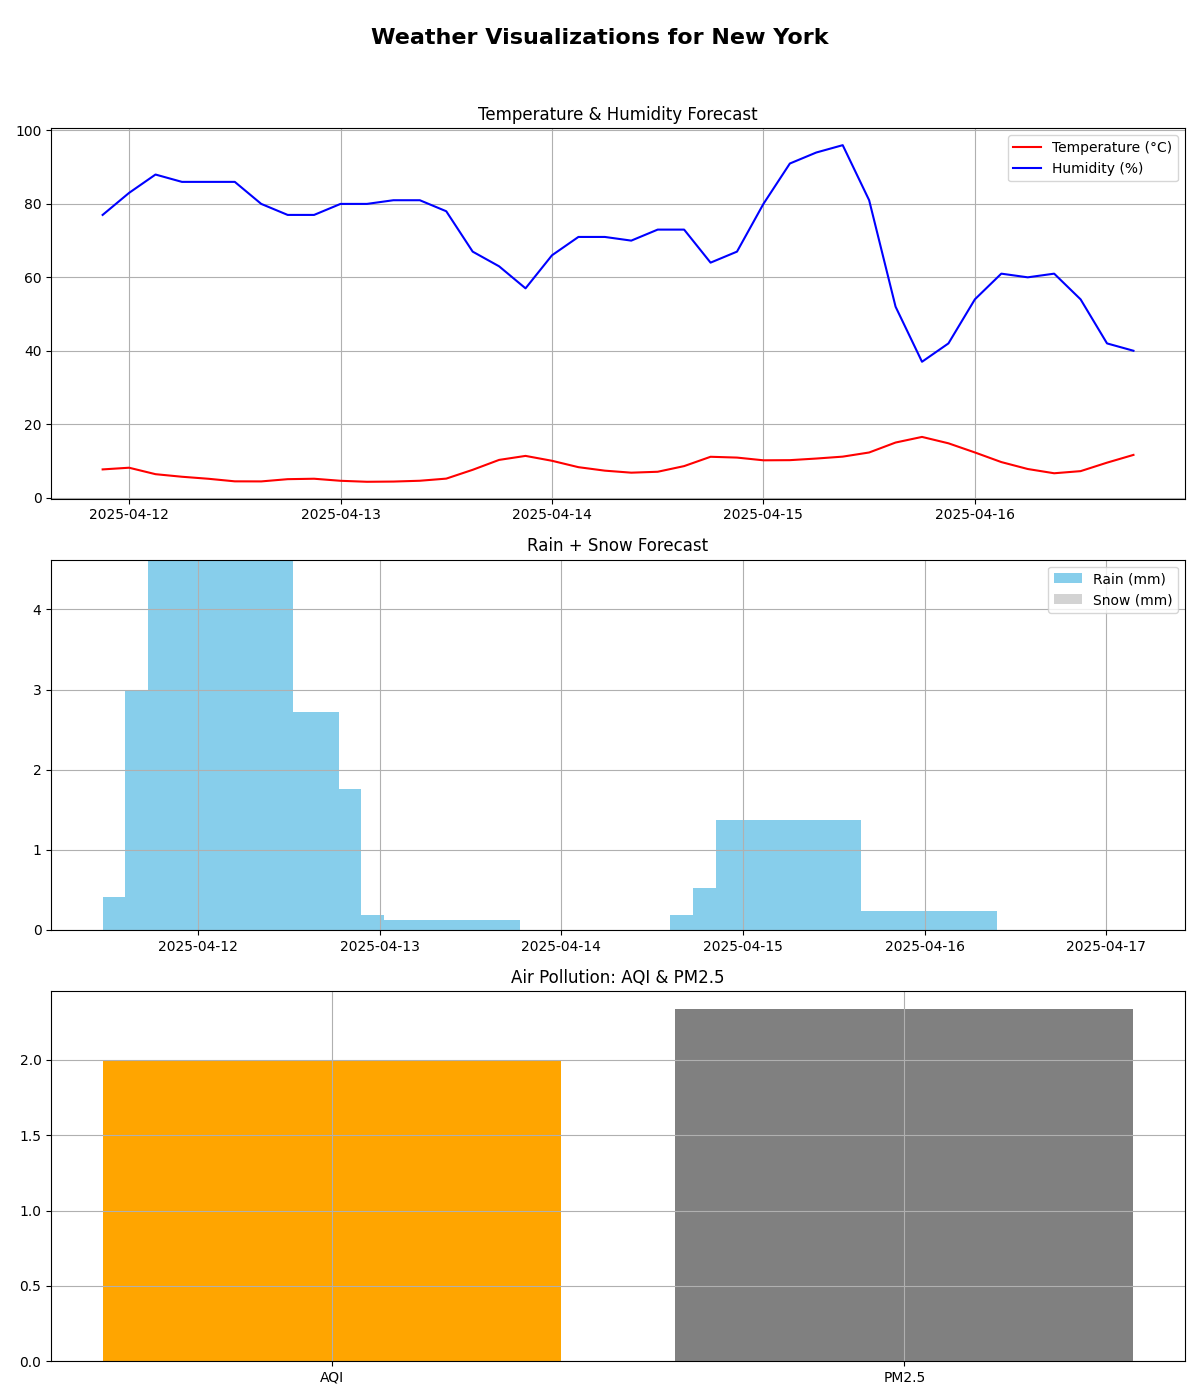 Weather Visualizations for New York
Temperature & Humidity Forecast
100
80
60
40
20
0
Temperature (°C)
Humidity (%)
2025-04-12 2025-04-13 2025-04-14 2025-04-15 2025-04-16
Rain + Snow Forecast
4
3
2
1
0
Rain (mm)
Snow (mm)
2025-04-12 2025-04-13 2025-04-14 2025-04-15 2025-04-16 2025-04-17
Air Pollution: AQI & PM2.5
2.0
1.5
1.0
0.5
0.0
AQI PM2.5